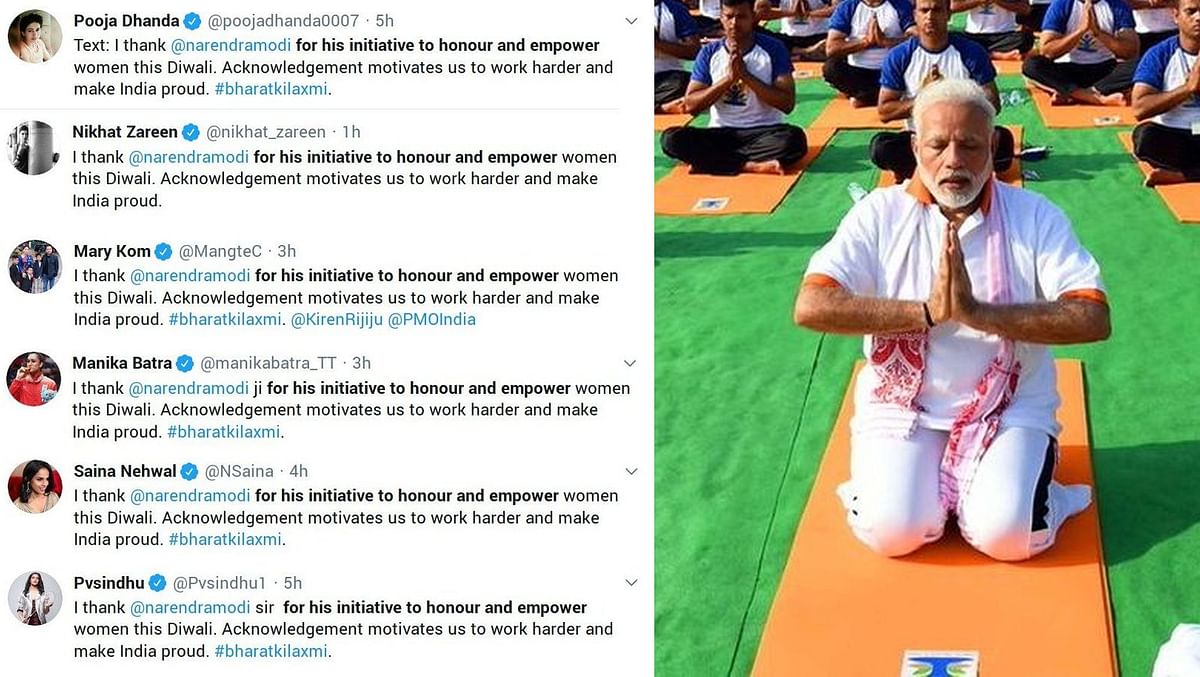 Pooja Dhanda @poojadhanda0007 · 5h
Text: I thank @narendramodi for his initiative to honour and empower
women this Diwali. Acknowledgement motivates us to work harder and
make India proud. #bharatkilaxmi.
Nikhat Zareen @nikhat_zareen · 1h
I thank @narendramodi for his initiative to honour and empower women
this Diwali. Acknowledgement motivates us to work harder and make
India proud.
Mary Kom @MangteC · 3h
I thank @narendramodi for his initiative to honour and empower women
this Diwali. Acknowledgement motivates us to work harder and make
India proud. #bharatkilaxmi. @KirenRijiju @PMOIndia
Manika Batra @manikabatra_TT · 3h
I thank @narendramodi ji for his initiative to honour and empower women
this Diwali. Acknowledgement motivates us to work harder and make
India proud. #bharatkilaxmi.
Saina Nehwal @NSaina · 4h
I thank @narendramodi for his initiative to honour and empower women
this Diwali. Acknowledgement motivates us to work harder and make
India proud. #bharatkilaxmi.
Pvsindhu @Pvsindhu1 · 5h
I thank @narendramodi sir for his initiative to honour and empower
women this Diwali. Acknowledgement motivates us to work harder and
make India proud. #bharatkilaxmi.